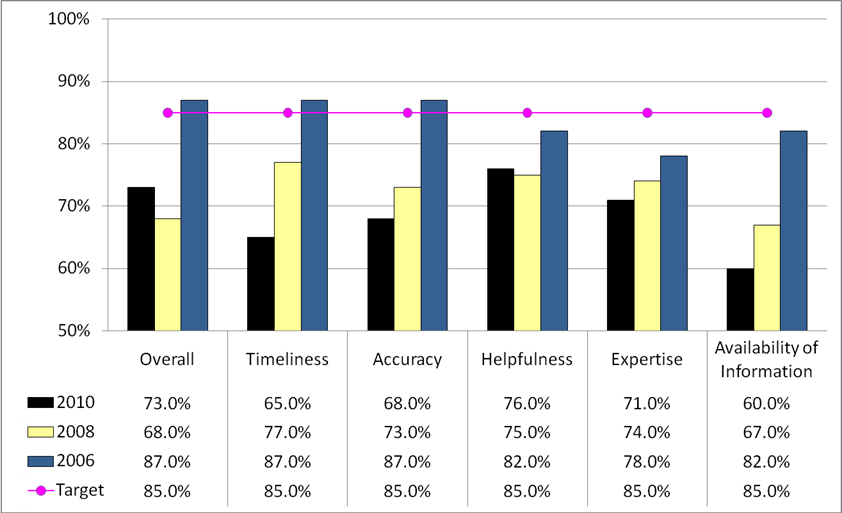 100%
90%
80%
70%
60%
50%
Overall Timeliness Accuracy Helpfulness Expertise Availability of
Information
2010 73.0% 65.0% 68.0% 76.0% 71.0% 60.0%
2008 68.0% 77.0% 73.0% 75.0% 74.0% 67.0%
2006 87.0% 87.0% 87.0% 82.0% 78.0% 82.0%
Target 85.0% 85.0% 85.0% 85.0% 85.0% 85.0%